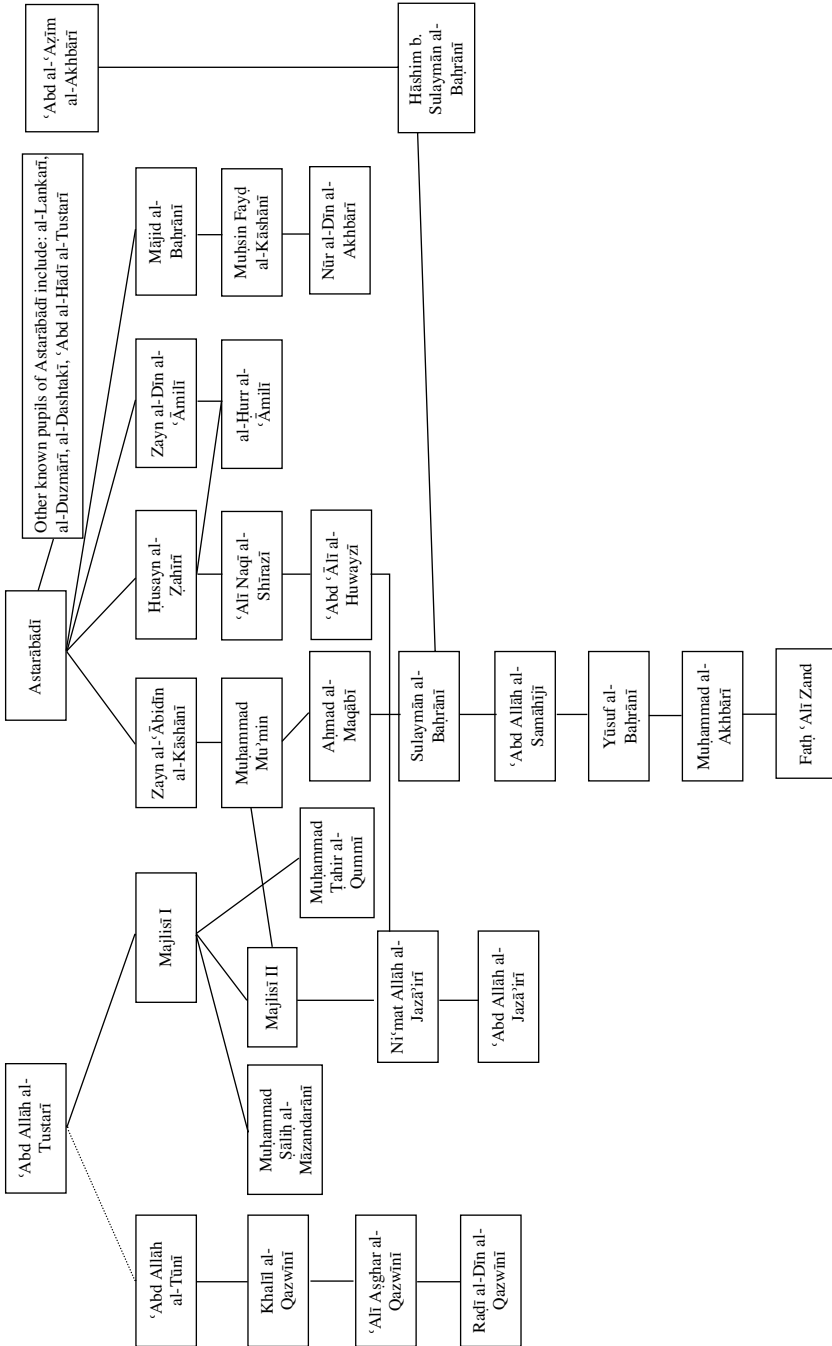 ʿAbd Allāh al-
Tustarī
Astarābādī
Other known pupils of Astarābādī include: al-Lankarī,
al-Duzmārī, al-Dashtakī, ʿAbd al-Hādī al-Tustarī
ʿAbd al-ʿAẓīm
al-Akhbārī
ʿAbd Allāh
al-Tūnī
Majlisī I
Zayn al-ʿĀbidīn
al-Kāshānī
Ḥusayn al-
Ẓahīrī
Zayn al-Dīn al-
ʿĀmilī
Mājid al-
Baḥrānī
Khalīl al-
Qazwīnī
Muḥammad
Ṣāliḥ al-
Māzandarānī
Majlisī II
Muḥammad
Muʾmin
ʿAlī Naqī al-
Shīrazī
al-Ḥurr al-
ʿĀmilī
Muḥsin Fayḍ
al-Kāshānī
Muḥammad
Ṭahir al-
Qummī
Aḥmad al-
Maqābī
ʿAbd ʿĀlī al-
Huwayzī
Nūr al-Dīn al-
Akhbārī
ʿAlī Aṣghar al-
Qazwīnī
Niʿmat Allāh al-
Jazāʾirī
Sulaymān al-
Baḥrānī
Hāshim b.
Sulaymān al-
Baḥrānī
Raḍī al-Dīn al-
Qazwīnī
ʿAbd Allāh al-
Jazāʾirī
ʿAbd Allāh al-
Samāhījī
Yūsuf al-
Baḥrānī
Muḥammad al-
Akhbārī
Fatḥ ʿAlī Zand